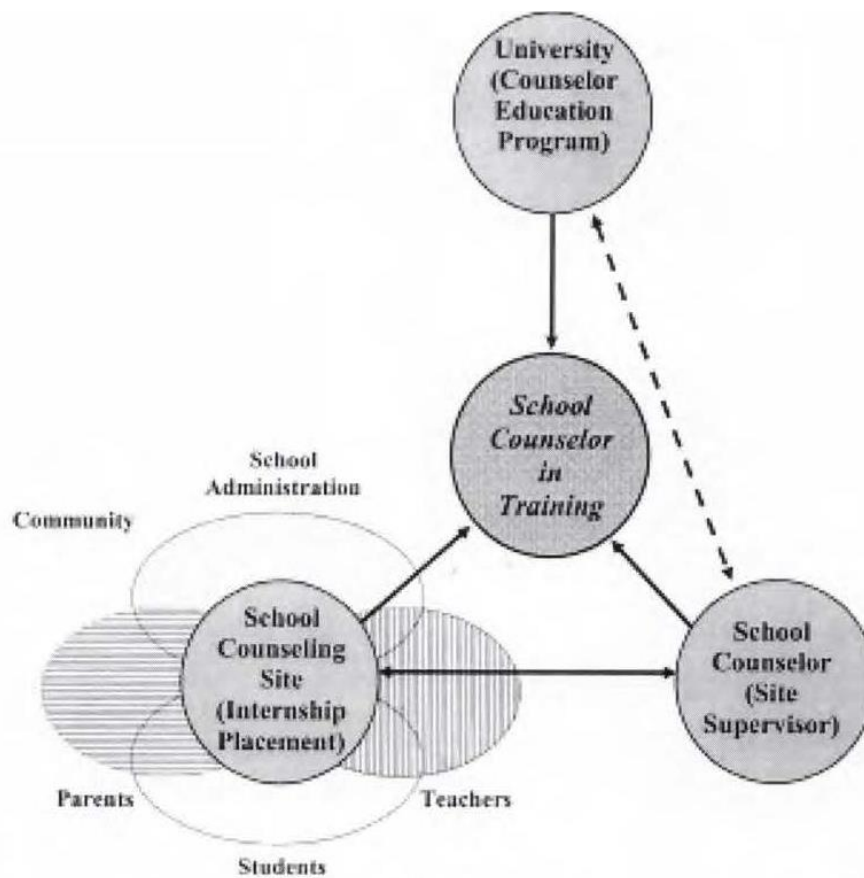 University
(Counselor
Education
Program)
School
Counselor
in
Training
School
Administration
Community
School
Counseling
Site
(Internship
Placement)
School
Counselor
(Site
Supervisor)
Parents
Teachers
Students